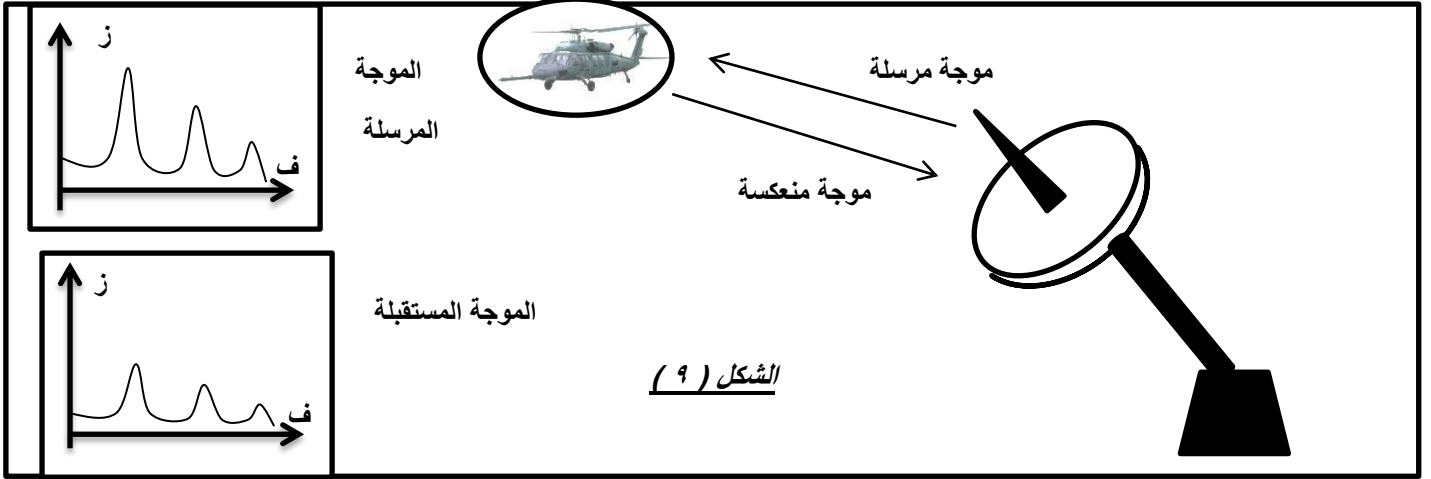 ز
ف
الموجة
المرسلة
موجة مرسلة
موجة منعكسة
ز
ف
الموجة المستقبلة
الشكل ( ٩ )